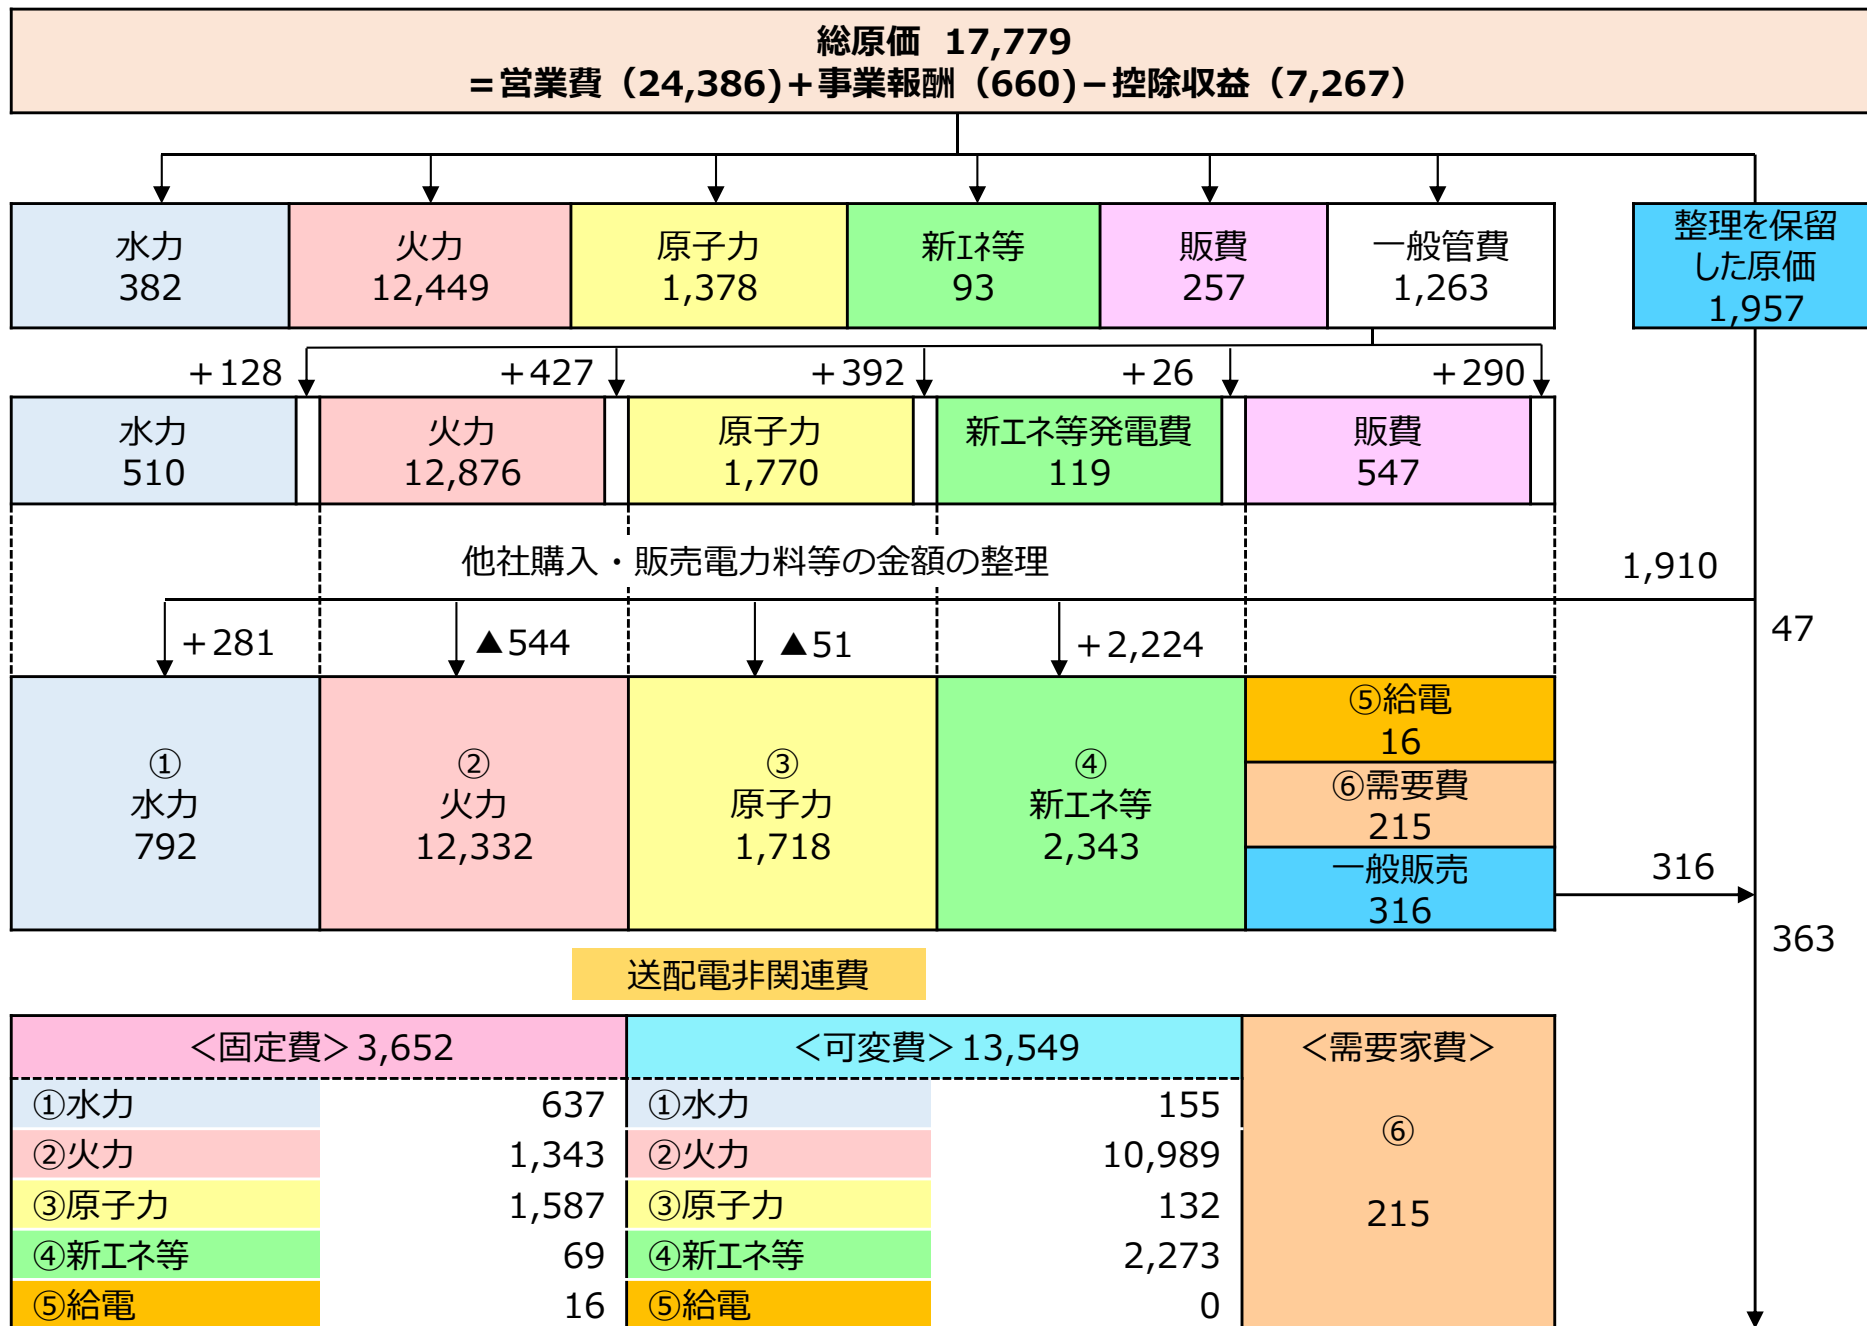 総原価 17,779
=営業費（24,386)＋事業報酬（660)－控除収益（7,267）
水力
382
火力
12,449
原子力
1,378
新ｴﾈ等
93
販費
257
一般管費
1,263
整理を保留
した原価
1,957
＋128
＋427
＋392
＋26
＋290
水力
510
火力
12,876
原子力
1,770
新エネ等発電費
119
販費
547
他社購入・販売電力料等の金額の整理
1,910
47
＋281
▲544
▲51
＋2,224
①
水力
792
②
火力
12,332
③
原子力
1,718
④
新エネ等
2,343
⑤給電
16
⑥需要費
215
一般販売
316
316
363
送配電非関連費
＜固定費＞3,652
＜可変費＞13,549
＜需要家費＞
①水力 637 ①水力 155
②火力 1,343 ②火力 10,989
③原子力 1,587 ③原子力 132
④新エネ等 69 ④新エネ等 2,273
⑤給電 16 ⑤給電 0
⑥
215